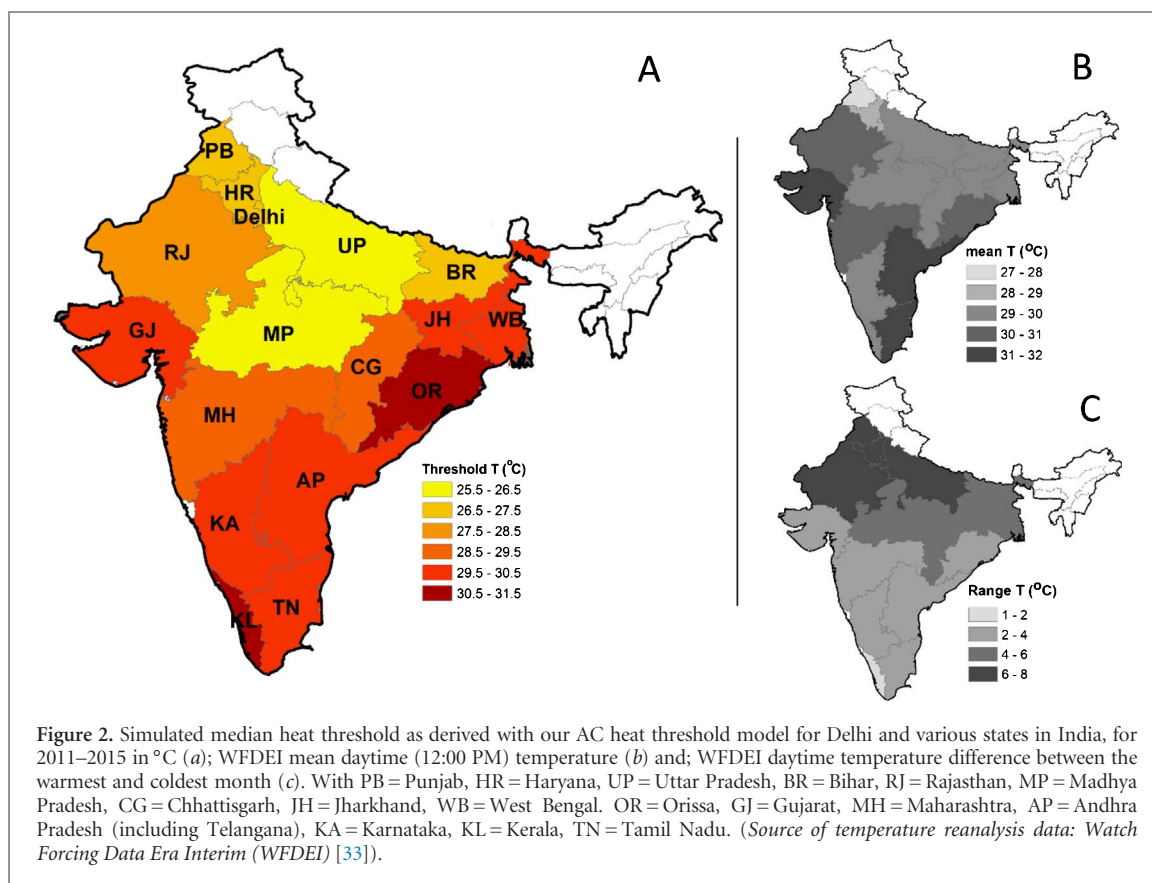 A
PB
HR
Delhi
RJ
UP
BR
GJ
MP
JH
WB
CG
OR
MH
AP
KA
TN
KL
Threshold T (°C)
25.5 - 26.5
26.5 - 27.5
27.5 - 28.5
28.5 - 29.5
29.5 - 30.5
30.5 - 31.5
B
mean T (°C)
27 - 28
28 - 29
29 - 30
30 - 31
31 - 32
C
Range T (°C)
1 - 2
2 - 4
4 - 6
6 - 8
Figure 2. Simulated median heat threshold as derived with our AC heat threshold model for Delhi and various states in India, for
2011–2015 in °C (a); WFDEI mean daytime (12:00 PM) temperature (b) and; WFDEI daytime temperature difference between the
warmest and coldest month (c). With PB = Punjab, HR = Haryana, UP = Uttar Pradesh, BR = Bihar, RJ = Rajasthan, MP = Madhya
Pradesh, CG = Chhattisgarh, JH = Jharkhand, WB = West Bengal. OR = Orissa, GJ = Gujarat, MH = Maharashtra, AP = Andhra
Pradesh (including Telangana), KA = Karnataka, KL = Kerala, TN = Tamil Nadu. (Source of temperature reanalysis data: Watch
Forcing Data Era Interim (WFDEI) [33]).